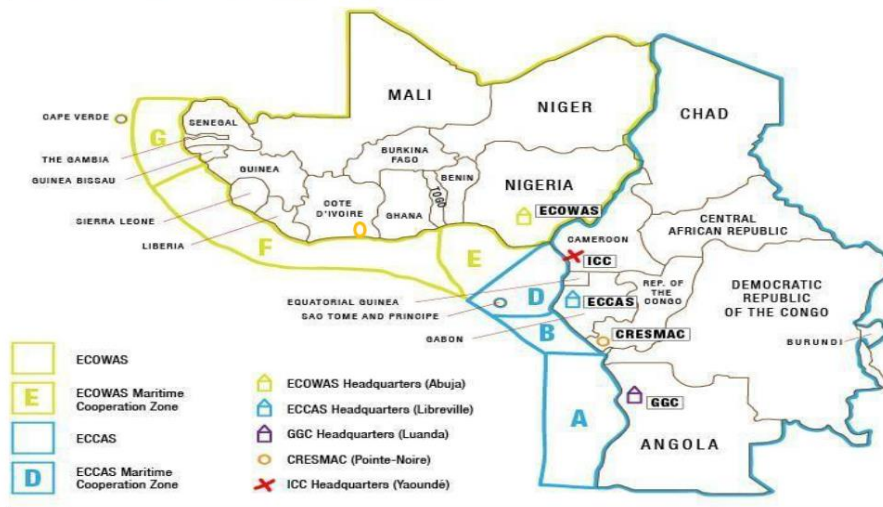 MALI
NIGER
CHAD
CAPE VERDE
G
SENEGAL
THE GAMBIA
GUINEA BISSAU
GUINEA
BURKINA
FASO
BENIN
TOGO
NIGERIA
COTE
D'IVOIRE
GHANA
SIERRA LEONE
LIBERIA
ECOWAS
F
E
CAMEROON
CENTRAL
AFRICAN REPUBLIC
ICC
EQUATORIAL GUINEA
SAO TOME AND PRINCIPE
D
ECCAS
REP. OF
THE
CONGO
DEMOCRATIC
REPUBLIC
OF THE CONGO
GABON
B
CRESMAC
BURUNDI
A
GGC
ANGOLA
ECOWAS
E
ECOWAS Maritime
Cooperation Zone
ECCAS
D
ECCAS Maritime
Cooperation Zone
ECOWAS Headquarters (Abuja)
ECCAS Headquarters (Libreville)
GGC Headquarters (Luanda)
CRESMAC (Pointe-Noire)
ICC Headquarters (Yaoundé)